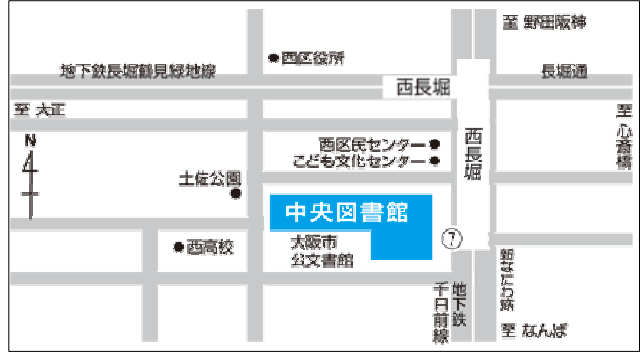 至 野田阪神
西区役所
地下鉄長堀鶴見緑地線
長堀通
西長堀
至 大正
至 心斎橋
N
西区民センター
西長堀
こども文化センター
土佐公園
中央図書館
7
西高校
大阪市
公文書館
新なにわ筋
地下鉄
千日前線
至 なんば